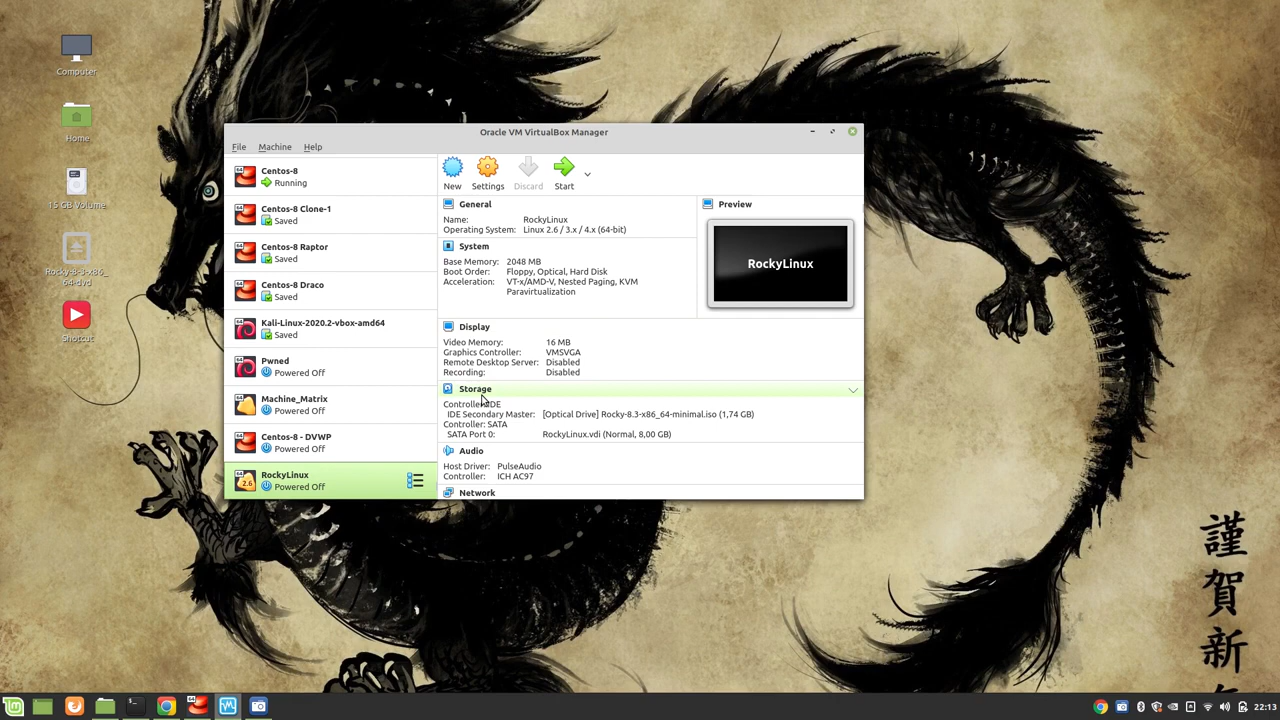 Computer
Home
15 GB Volume
Rocky-8-3-x86_
64-dvd
Shotcut
Oracle VM VirtualBox Manager
File Machine Help
Centos-8
Running
Centos-8 Clone-1
Saved
Centos-8 Raptor
Saved
Centos-8 Draco
Saved
Kali-Linux-2020.2-vbox-amd64
Saved
Pwned
Powered Off
Machine_Matrix
Powered Off
Centos-8 - DVWP
Powered Off
RockyLinux
Powered Off
New Settings Discard Start
General
Name: RockyLinux
Operating System: Linux 2.6 / 3.x / 4.x (64-bit)
System
Base Memory: 2048 MB
Boot Order: Floppy, Optical, Hard Disk
Acceleration: VT-x/AMD-V, Nested Paging, KVM
Paravirtualization
Preview
RockyLinux
Display
Video Memory: 16 MB
Graphics Controller: VMSVGA
Remote Desktop Server: Disabled
Recording: Disabled
Storage
Controller: IDE
IDE Secondary Master: [Optical Drive] Rocky-8.3-x86_64-minimal.iso (1,74 GB)
Controller: SATA
SATA Port 0: RockyLinux.vdi (Normal, 8,00 GB)
Audio
Host Driver: PulseAudio
Controller: ICH AC97
Network
謹賀新
22:13